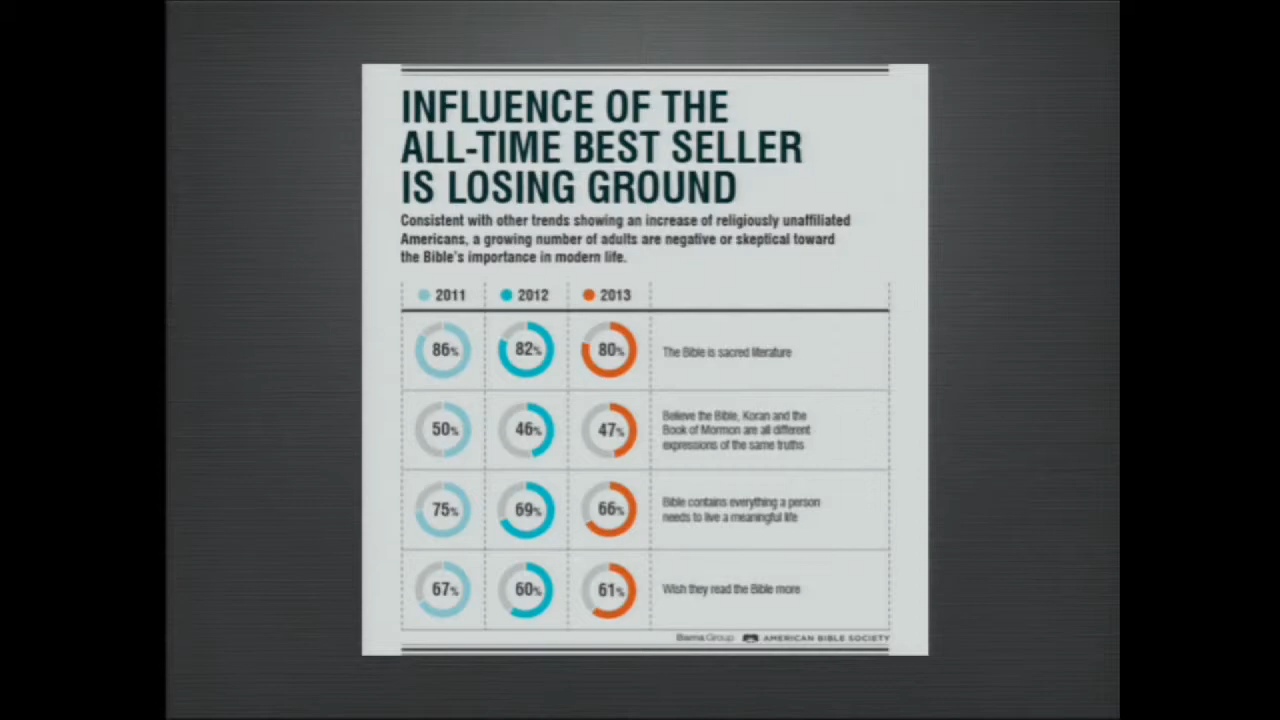 INFLUENCE OF THE
ALL-TIME BEST SELLER
IS LOSING GROUND
Consistent with other trends showing an increase of religiously unaffiliated
Americans, a growing number of adults are negative or skeptical toward
the Bible's importance in modern life.
2011 2012 2013
86% 82% 80% The Bible is sacred literature
50% 46% 47% Believe the Bible, Koran and the
Book of Mormon are all different
expressions of the same truths
75% 69% 66% Bible contains everything a person
needs to live a meaningful life
67% 60% 61% Wish they read the Bible more
Barna Group AMERICAN BIBLE SOCIETY